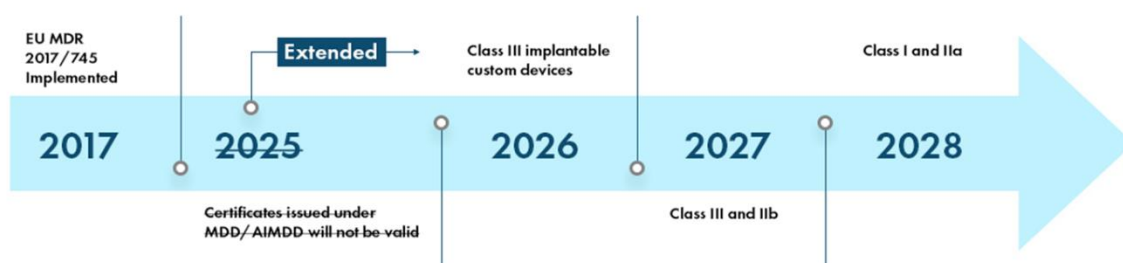 EU MDR
2017/745
Implemented
Extended
Class III implantable
custom devices
Class I and IIa
2017
2025
2026
2027
2028
Certificates issued under
MDD/AIMDD will not be valid
Class III and IIb